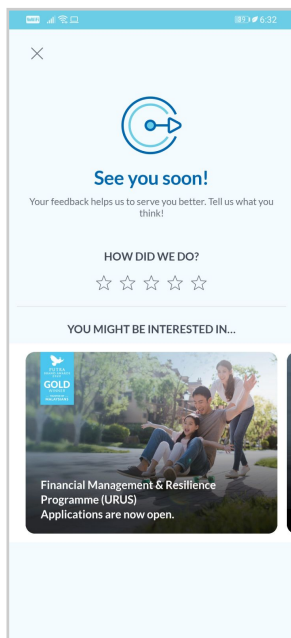 6:32
See you soon!
Your feedback helps us to serve you better. Tell us what you
think!
HOW DID WE DO?
YOU MIGHT BE INTERESTED IN...
PUTRA
GOLD
Financial Management & Resilience
Programme (URUS)
Applications are now open.